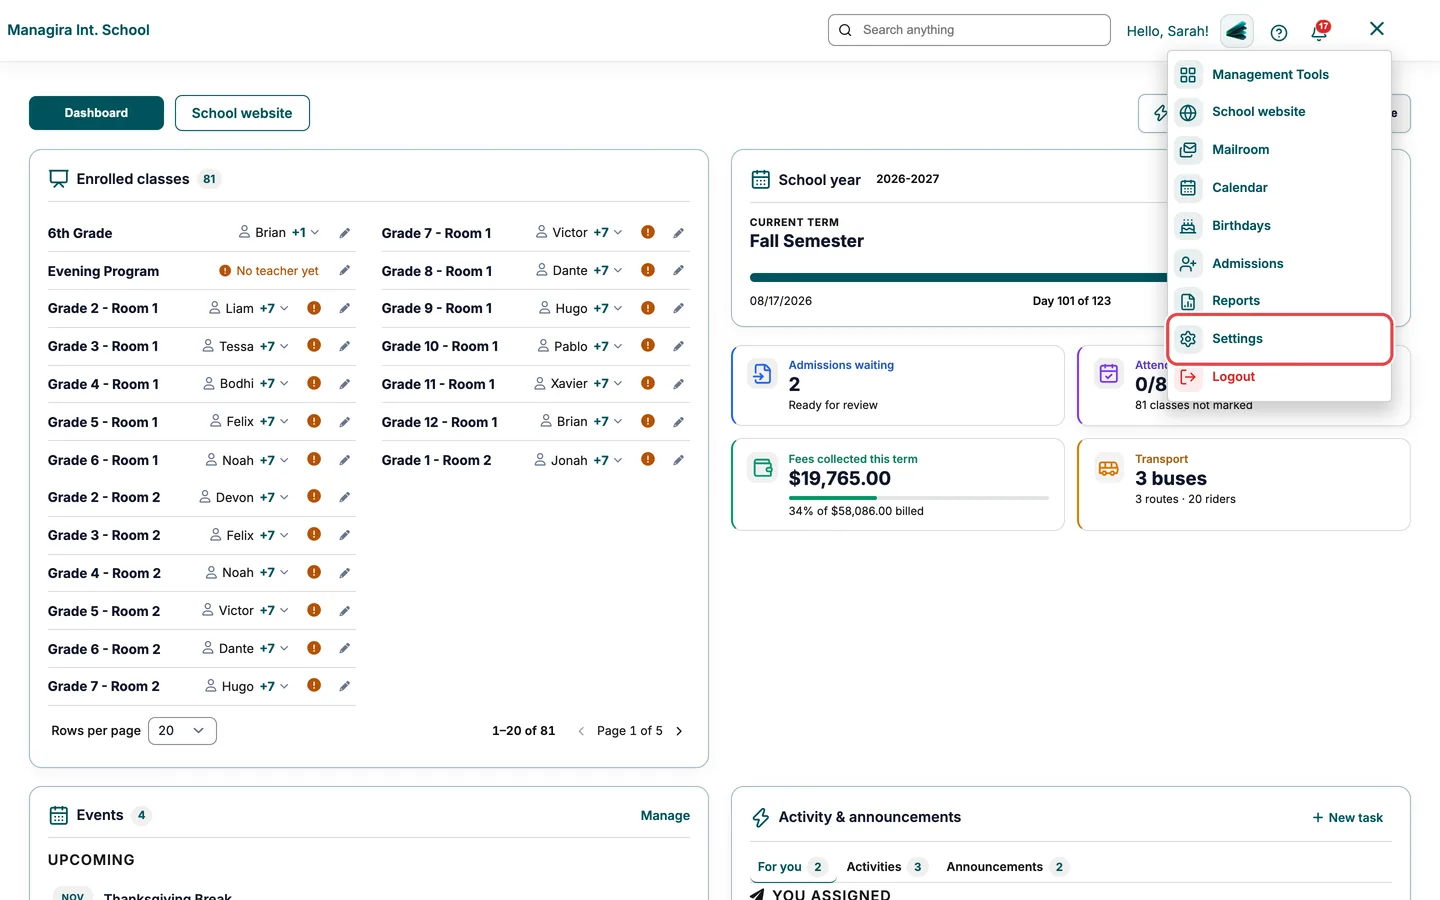 Managira Int. School
Search anything
Hello, Sarah!
17
Management Tools
School website
Mailroom
Calendar
Birthdays
Admissions
Reports
Settings
Logout
Dashboard
School website
e
Enrolled classes 81
6th Grade Brian +1
Evening Program No teacher yet
Grade 2 - Room 1 Liam +7
Grade 3 - Room 1 Tessa +7
Grade 4 - Room 1 Bodhi +7
Grade 5 - Room 1 Felix +7
Grade 6 - Room 1 Noah +7
Grade 2 - Room 2 Devon +7
Grade 3 - Room 2 Felix +7
Grade 4 - Room 2 Noah +7
Grade 5 - Room 2 Victor +7
Grade 6 - Room 2 Dante +7
Grade 7 - Room 2 Hugo +7
Grade 7 - Room 1 Victor +7
Grade 8 - Room 1 Dante +7
Grade 9 - Room 1 Hugo +7
Grade 10 - Room 1 Pablo +7
Grade 11 - Room 1 Xavier +7
Grade 12 - Room 1 Brian +7
Grade 1 - Room 2 Jonah +7
Rows per page 20
1–20 of 81
Page 1 of 5
School year 2026-2027
CURRENT TERM
Fall Semester
08/17/2026
Day 101 of 123
Admissions waiting
2
Ready for review
Atten
0/8
81 classes not marked
Fees collected this term
$19,765.00
34% of $58,086.00 billed
Transport
3 buses
3 routes · 20 riders
Events 4
Manage
UPCOMING
NOV
Thanksgiving Break
Activity & announcements
+ New task
For you 2
Activities 3
Announcements 2
YOU ASSIGNED